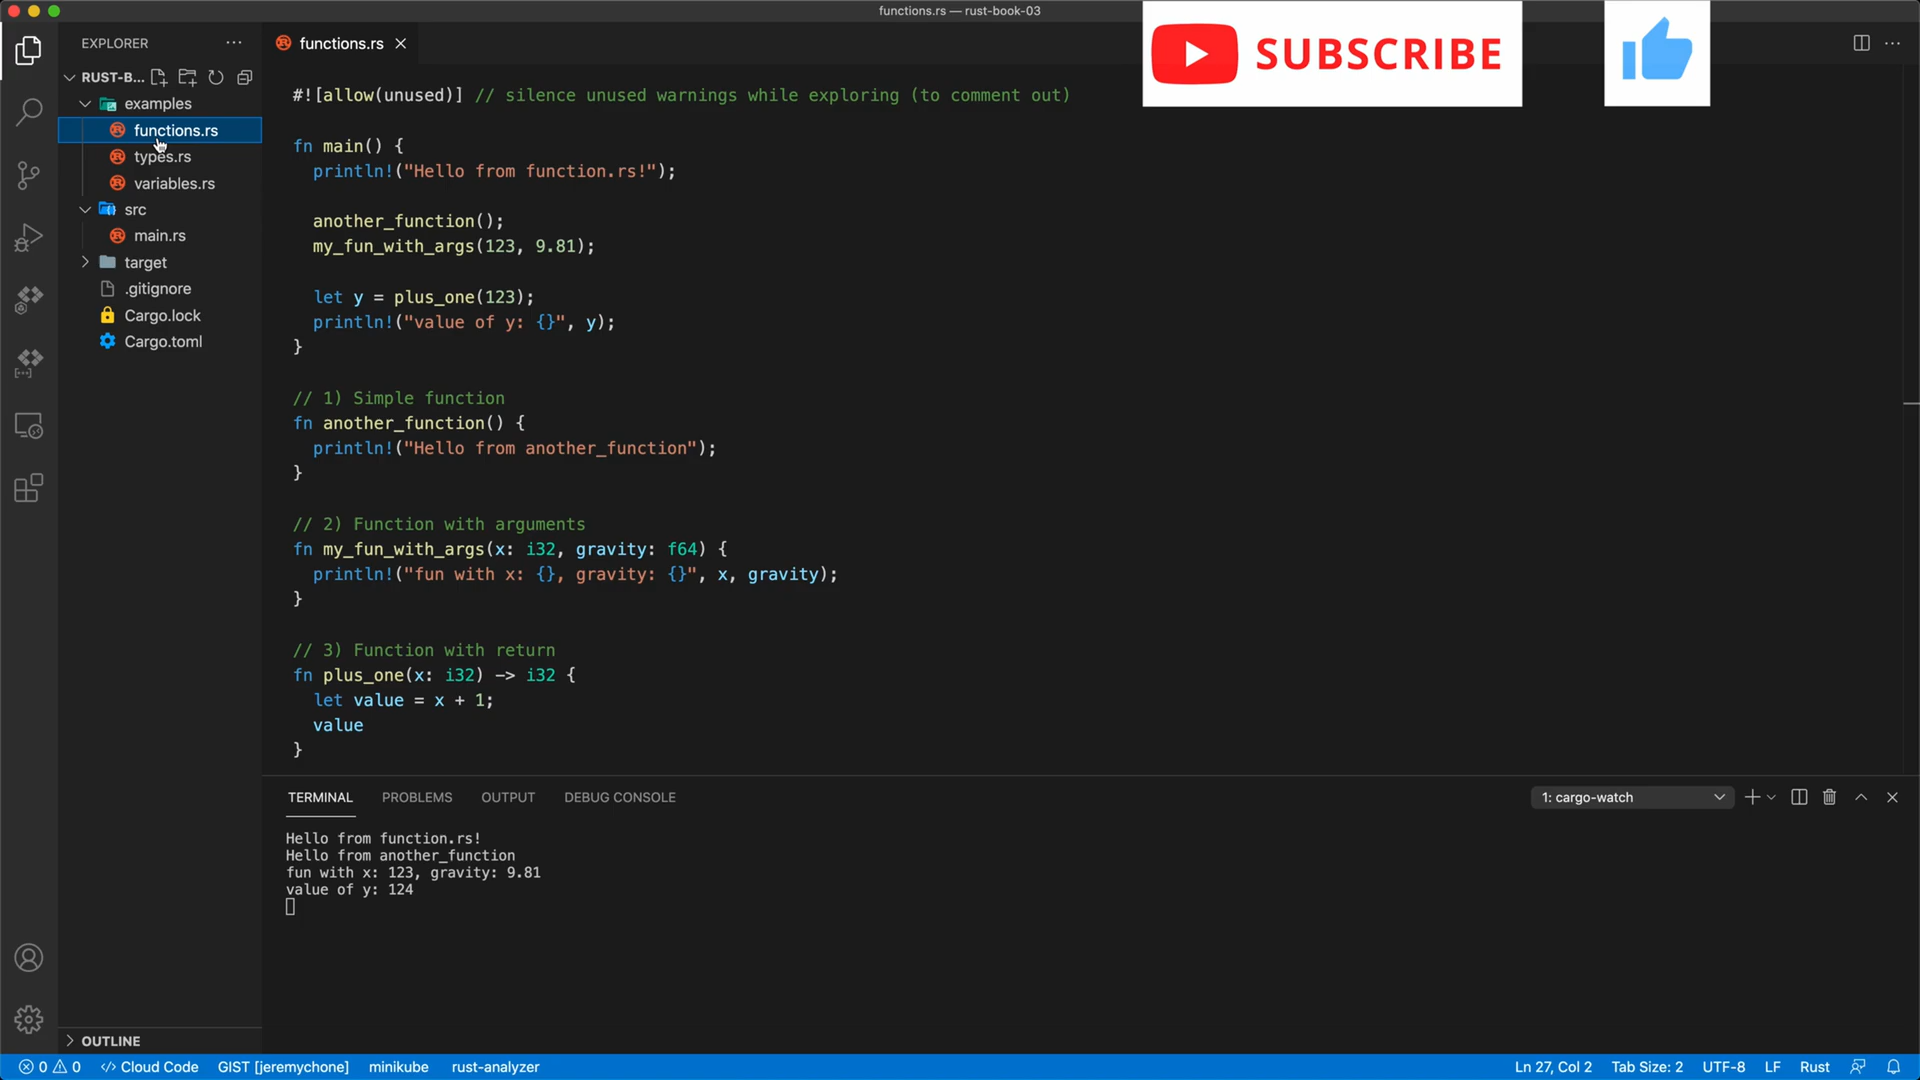 functions.rs — rust-book-03
SUBSCRIBE
EXPLORER
functions.rs
RUST-B...
examples
functions.rs
types.rs
variables.rs
src
main.rs
target
.gitignore
Cargo.lock
Cargo.toml
#![allow(unused)] // silence unused warnings while exploring (to comment out)
fn main() {
println!("Hello from function.rs!");
another_function();
my_fun_with_args(123, 9.81);
let y = plus_one(123);
println!("value of y: {}", y);
}
// 1) Simple function
fn another_function() {
println!("Hello from another_function");
}
// 2) Function with arguments
fn my_fun_with_args(x: i32, gravity: f64) {
println!("fun with x: {}, gravity: {}", x, gravity);
}
// 3) Function with return
fn plus_one(x: i32) -> i32 {
let value = x + 1;
value
}
TERMINAL PROBLEMS OUTPUT DEBUG CONSOLE 1: cargo-watch
Hello from function.rs!
Hello from another_function
fun with x: 123, gravity: 9.81
value of y: 124
OUTLINE
0 0 Cloud Code GIST [jeremychone] minikube rust-analyzer Ln 27, Col 2 Tab Size: 2 UTF-8 LF Rust